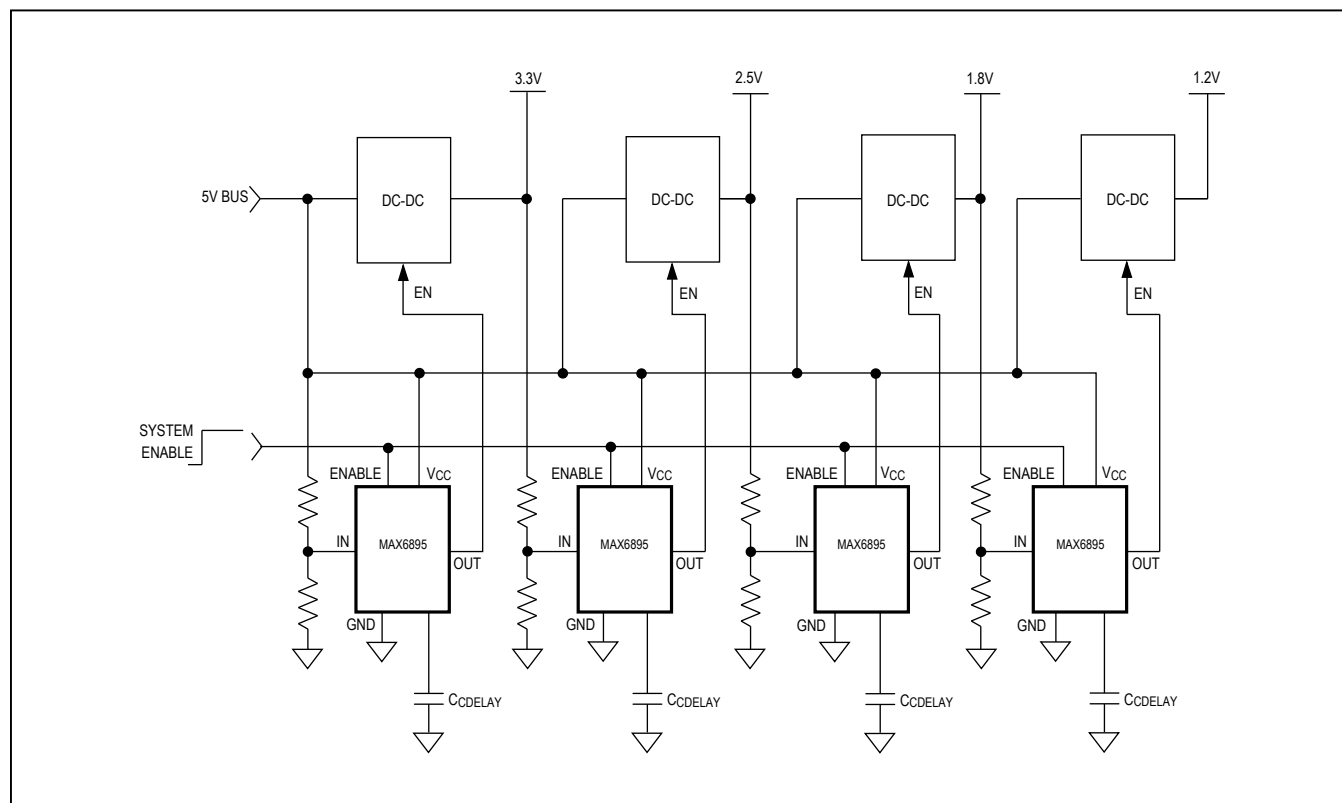 3.3V
2.5V
1.8V
1.2V
5V BUS
DC-DC
DC-DC
DC-DC
DC-DC
EN
EN
EN
EN
SYSTEM
ENABLE
ENABLE
VCC
ENABLE
VCC
ENABLE
VCC
ENABLE
VCC
IN
MAX6895
OUT
IN
MAX6895
OUT
IN
MAX6895
OUT
IN
MAX6895
OUT
GND
GND
GND
GND
CCDELAY
CCDELAY
CCDELAY
CCDELAY